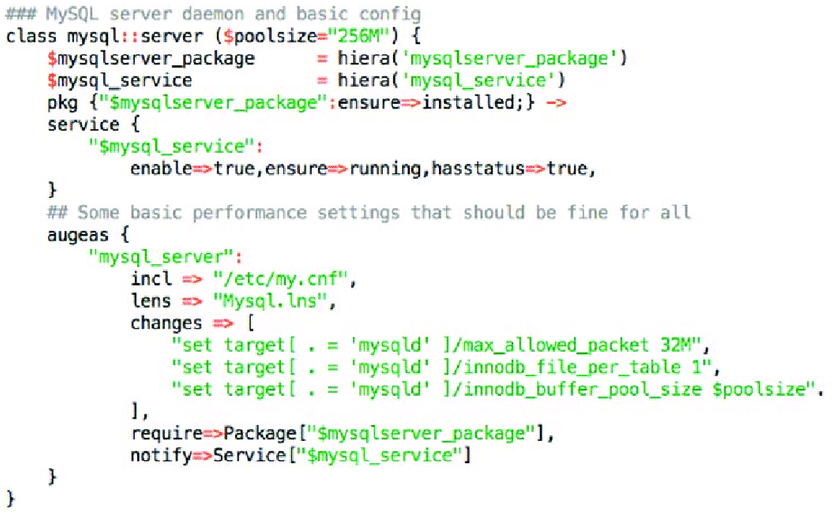 ### MySQL server daemon and basic config
class mysql::server ($poolsize="256M") {
    $mysqlserver_package      = hiera('mysqlserver_package')
    $mysql_service            = hiera('mysql_service')
    pkg {"$mysqlserver_package":ensure=>installed;} ->
    service {
        "$mysql_service":
            enable=>true,ensure=>running,hasstatus=>true,
    }
    ## Some basic performance settings that should be fine for all
    augeas {
        "mysql_server":
            incl => "/etc/my.cnf",
            lens => "Mysql.lns",
            changes => [
                "set target[ . = 'mysqld' ]/max_allowed_packet 32M",
                "set target[ . = 'mysqld' ]/innodb_file_per_table 1",
                "set target[ . = 'mysqld' ]/innodb_buffer_pool_size $poolsize".
            ],
            require=>Package["$mysqlserver_package"],
            notify=>Service["$mysql_service"]
    }
}